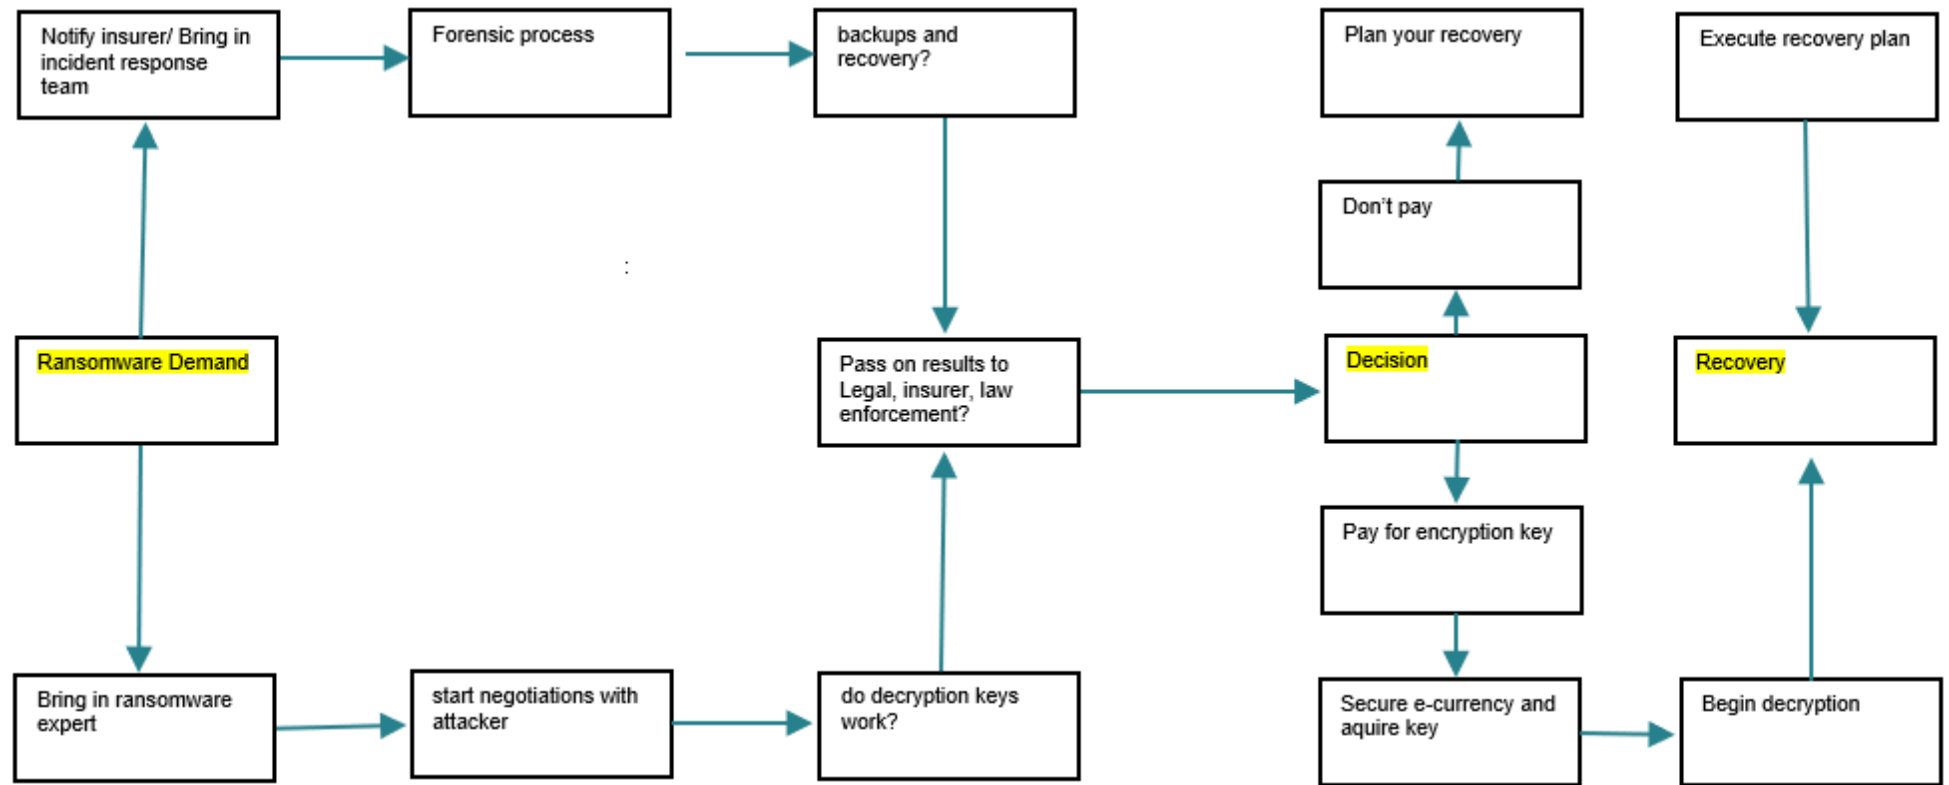 Notify insurer/ Bring in
incident response
team
Forensic process
backups and
recovery?
Plan your recovery
Execute recovery plan
Don't pay
:
Ransomware Demand
Pass on results to
Legal, insurer, law
enforcement?
Decision
Recovery
Pay for encryption key
Bring in ransomware
expert
start negotiations with
attacker
do decryption keys
work?
Secure e-currency and
aquire key
Begin decryption